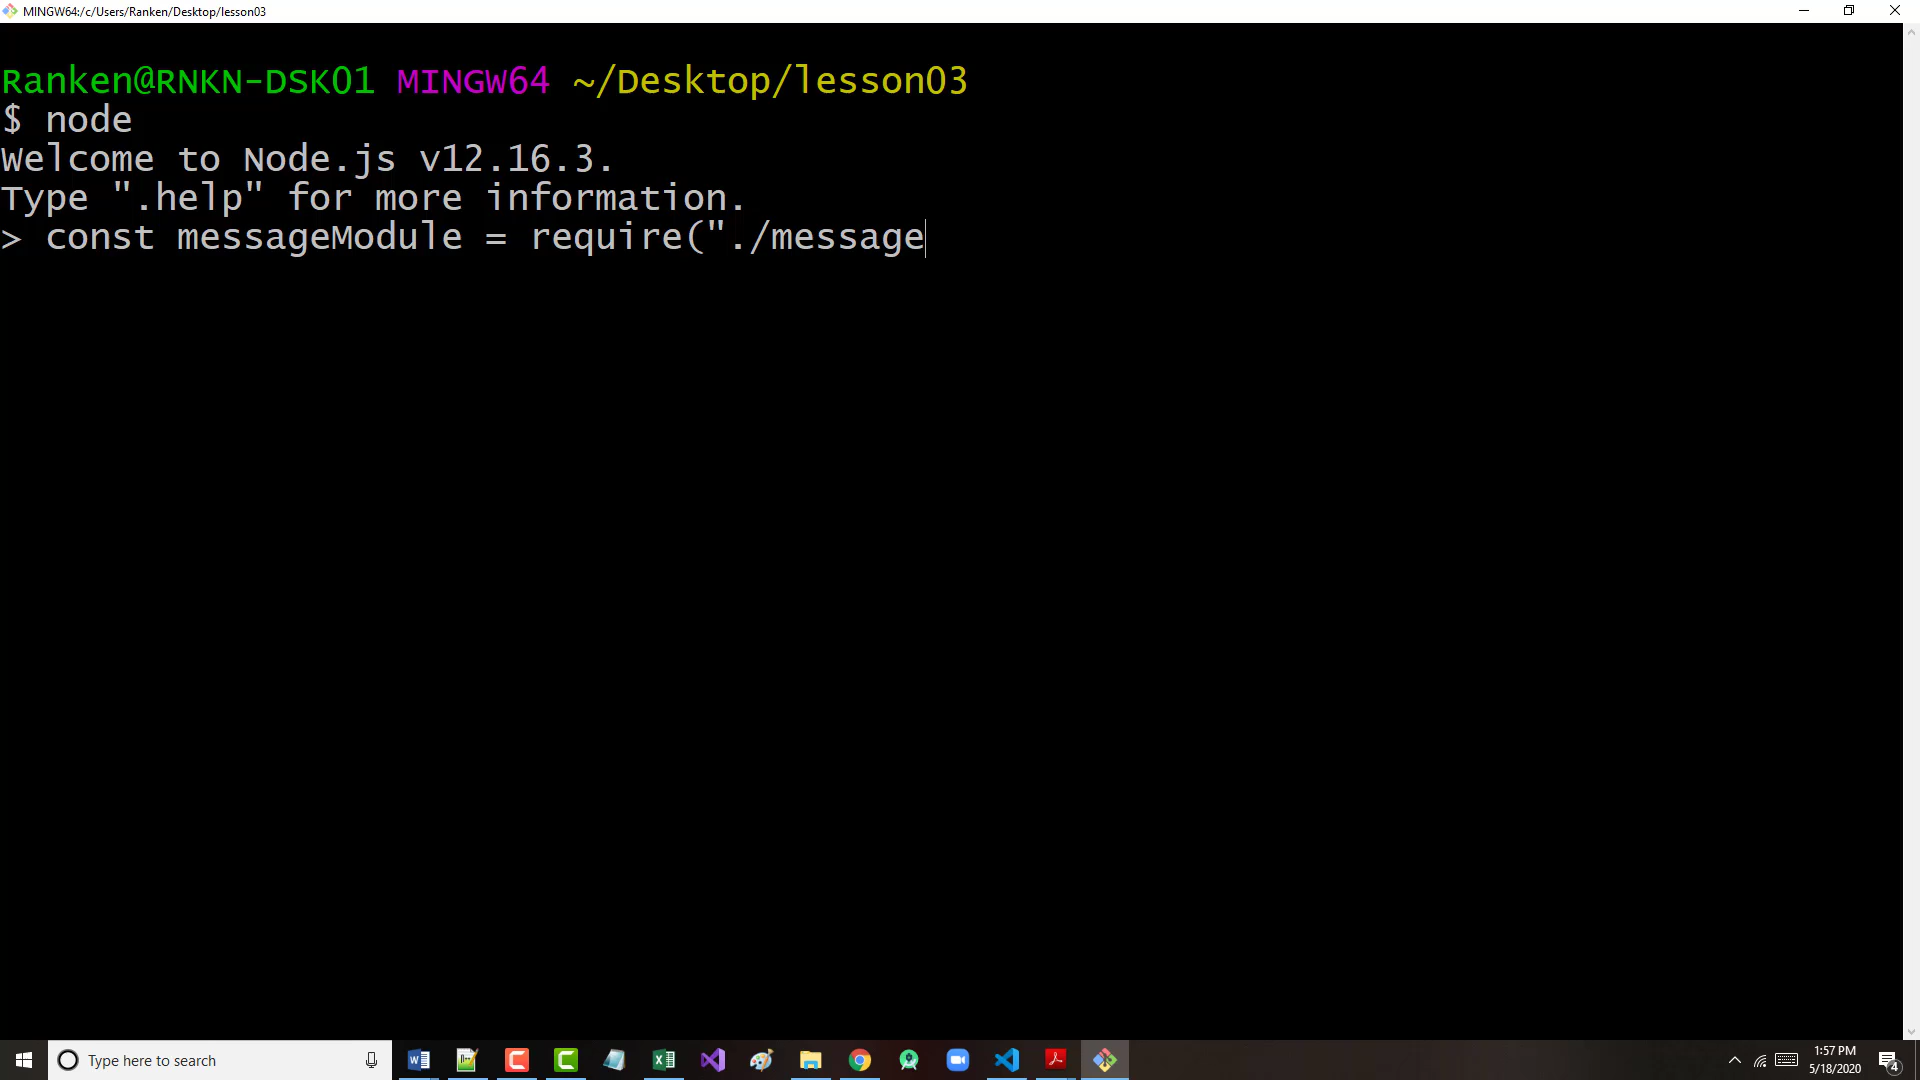 MINGW64:/c/Users/Ranken/Desktop/lesson03
Ranken@RNKN-DSK01 MINGW64 ~/Desktop/lesson03
$ node
Welcome to Node.js v12.16.3.
Type ".help" for more information.
> const messageModule = require("./message
Type here to search
1:57 PM
5/18/2020
4